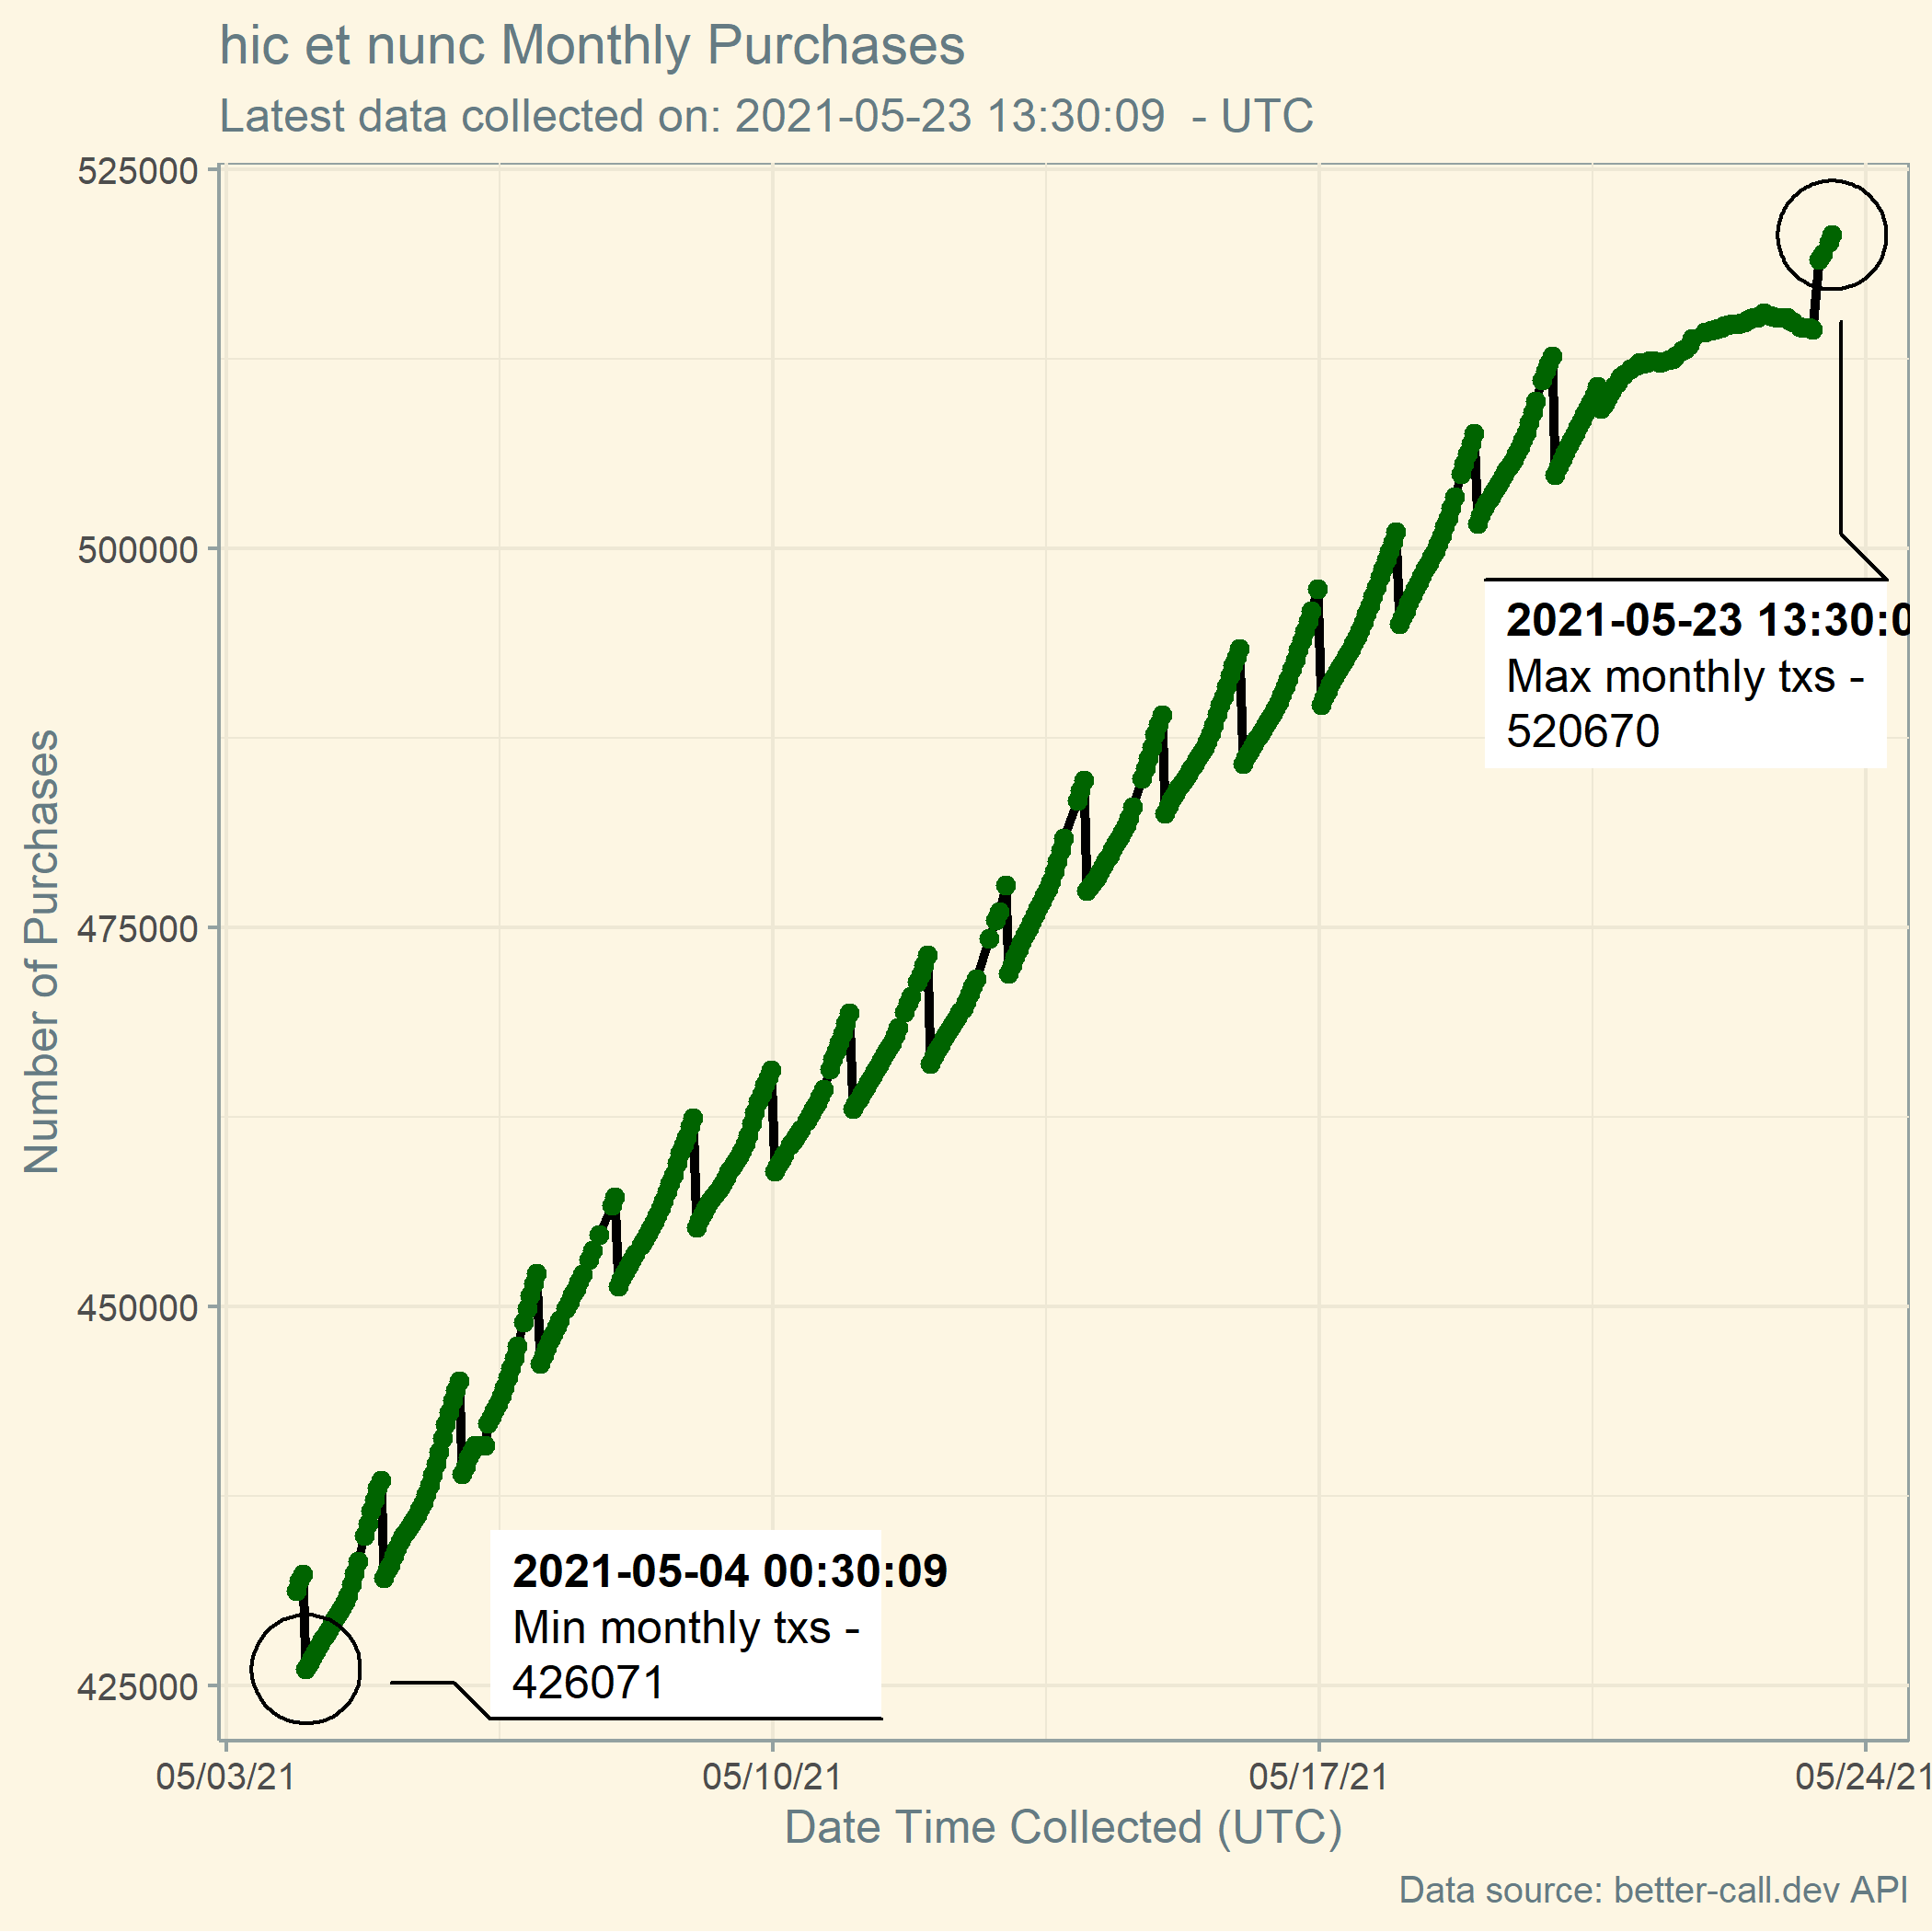 hic et nunc Monthly Purchases
Latest data collected on: 2021-05-23 13:30:09  - UTC
525000
500000
475000
450000
425000
Number of Purchases
2021-05-23 13:30:0
Max monthly txs -
520670
2021-05-04 00:30:09
Min monthly txs -
426071
05/03/21
05/10/21
05/17/21
05/24/21
Date Time Collected (UTC)
Data source: better-call.dev API